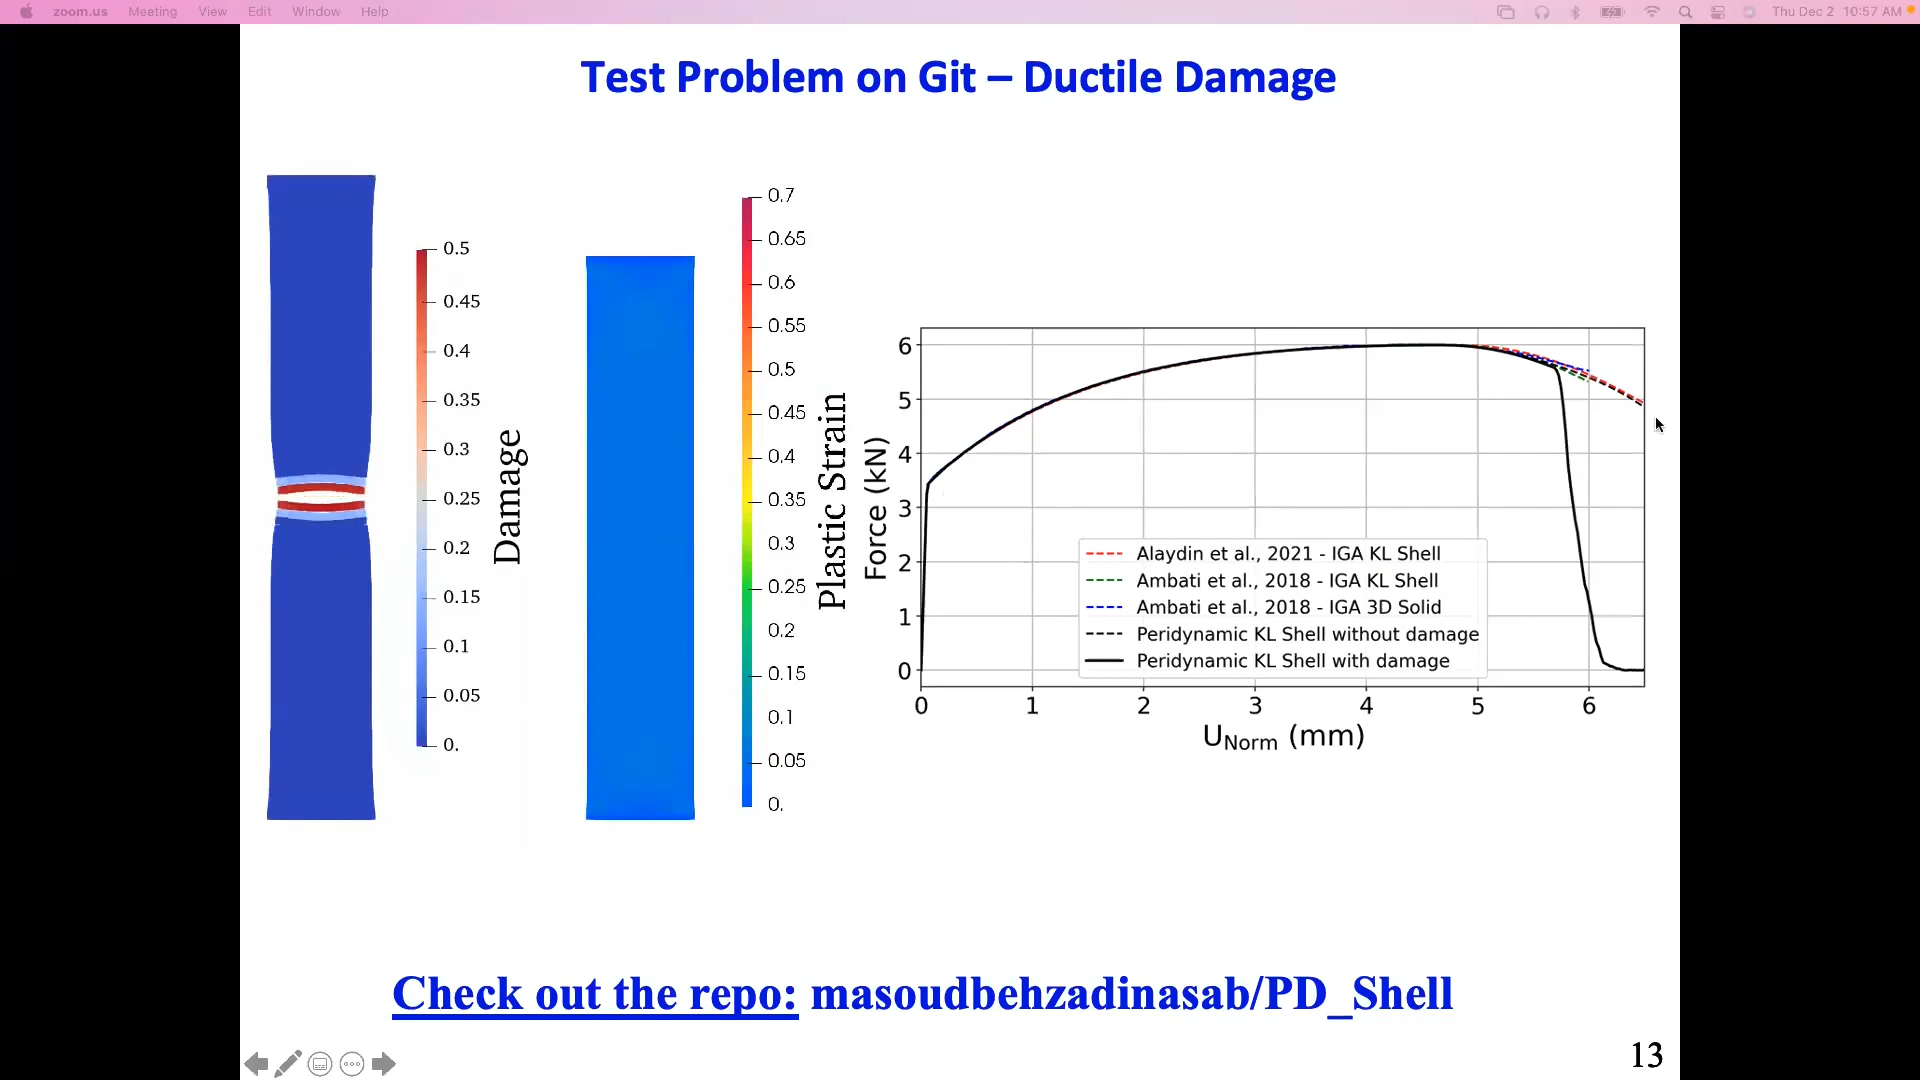 zoom.us Meeting View Edit Window Help
Thu Dec 2 10:57 AM
Test Problem on Git – Ductile Damage
0.5
0.45
0.4
0.35
0.3
0.25
0.2
0.15
0.1
0.05
0.
Damage
0.7
0.65
0.6
0.55
0.5
0.45
0.4
0.35
0.3
0.25
0.2
0.15
0.1
0.05
0.
Plastic Strain
6
5
4
3
2
1
0
Force (kN)
Alaydin et al., 2021 - IGA KL Shell
Ambati et al., 2018 - IGA KL Shell
Ambati et al., 2018 - IGA 3D Solid
Peridynamic KL Shell without damage
Peridynamic KL Shell with damage
0 1 2 3 4 5 6
UNorm (mm)
Check out the repo: masoudbehzadinasab/PD_Shell
13